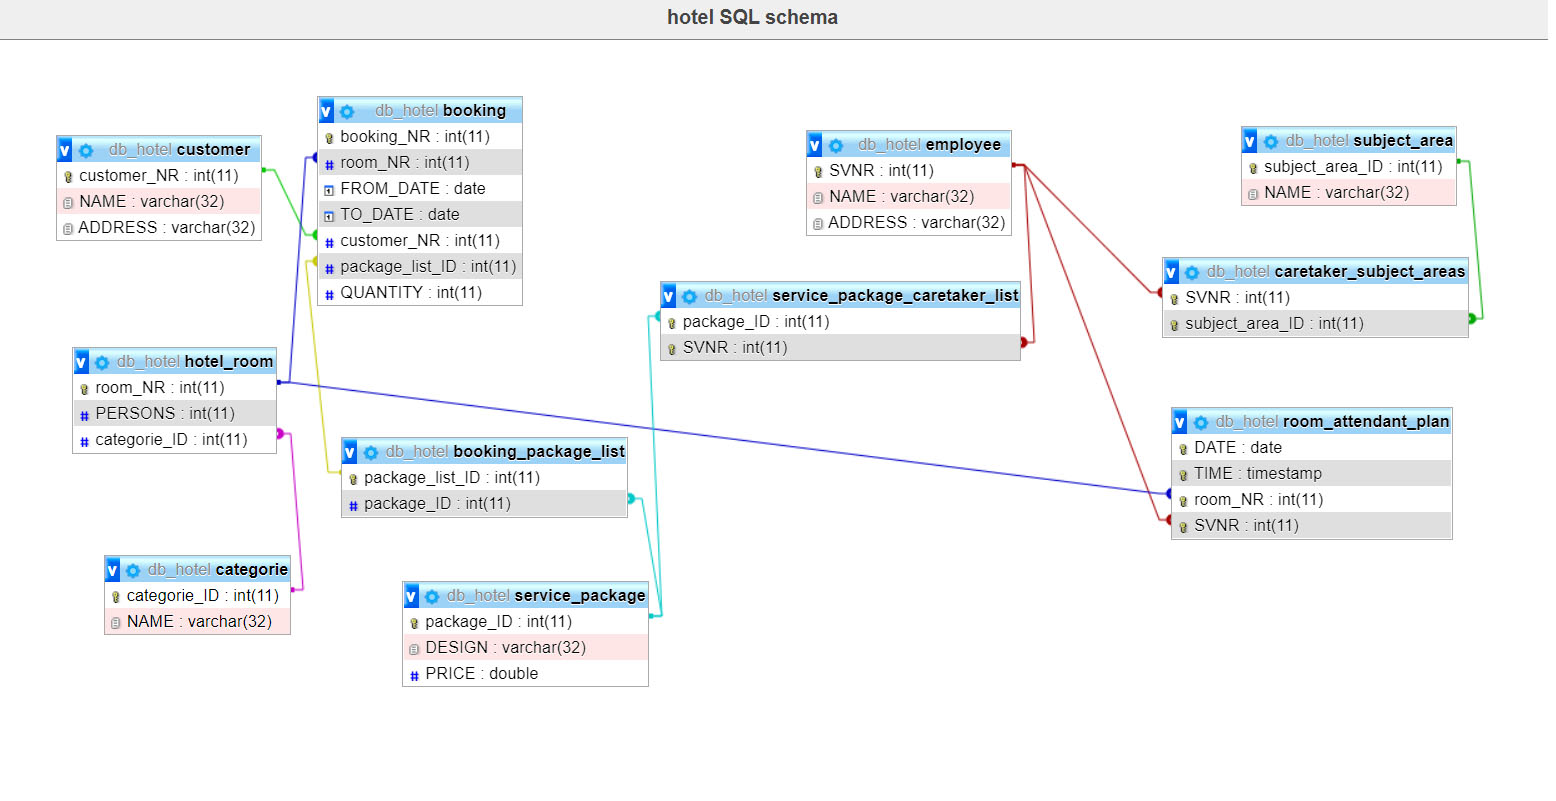 hotel SQL schema
v db_hotel booking
booking_NR : int(11)
room_NR : int(11)
FROM_DATE : date
TO_DATE : date
customer_NR : int(11)
package_list_ID : int(11)
QUANTITY : int(11)
v db_hotel customer
customer_NR : int(11)
NAME : varchar(32)
ADDRESS : varchar(32)
v db_hotel employee
SVNR : int(11)
NAME : varchar(32)
ADDRESS : varchar(32)
v db_hotel subject_area
subject_area_ID : int(11)
NAME : varchar(32)
v db_hotel caretaker_subject_areas
SVNR : int(11)
subject_area_ID : int(11)
v db_hotel service_package_caretaker_list
package_ID : int(11)
SVNR : int(11)
v db_hotel hotel_room
room_NR : int(11)
# PERSONS : int(11)
# categorie_ID : int(11)
v db_hotel booking_package_list
package_list_ID : int(11)
# package_ID : int(11)
v db_hotel room_attendant_plan
DATE : date
TIME : timestamp
room_NR : int(11)
SVNR : int(11)
v db_hotel categorie
categorie_ID : int(11)
NAME : varchar(32)
v db_hotel service_package
package_ID : int(11)
DESIGN : varchar(32)
# PRICE : double